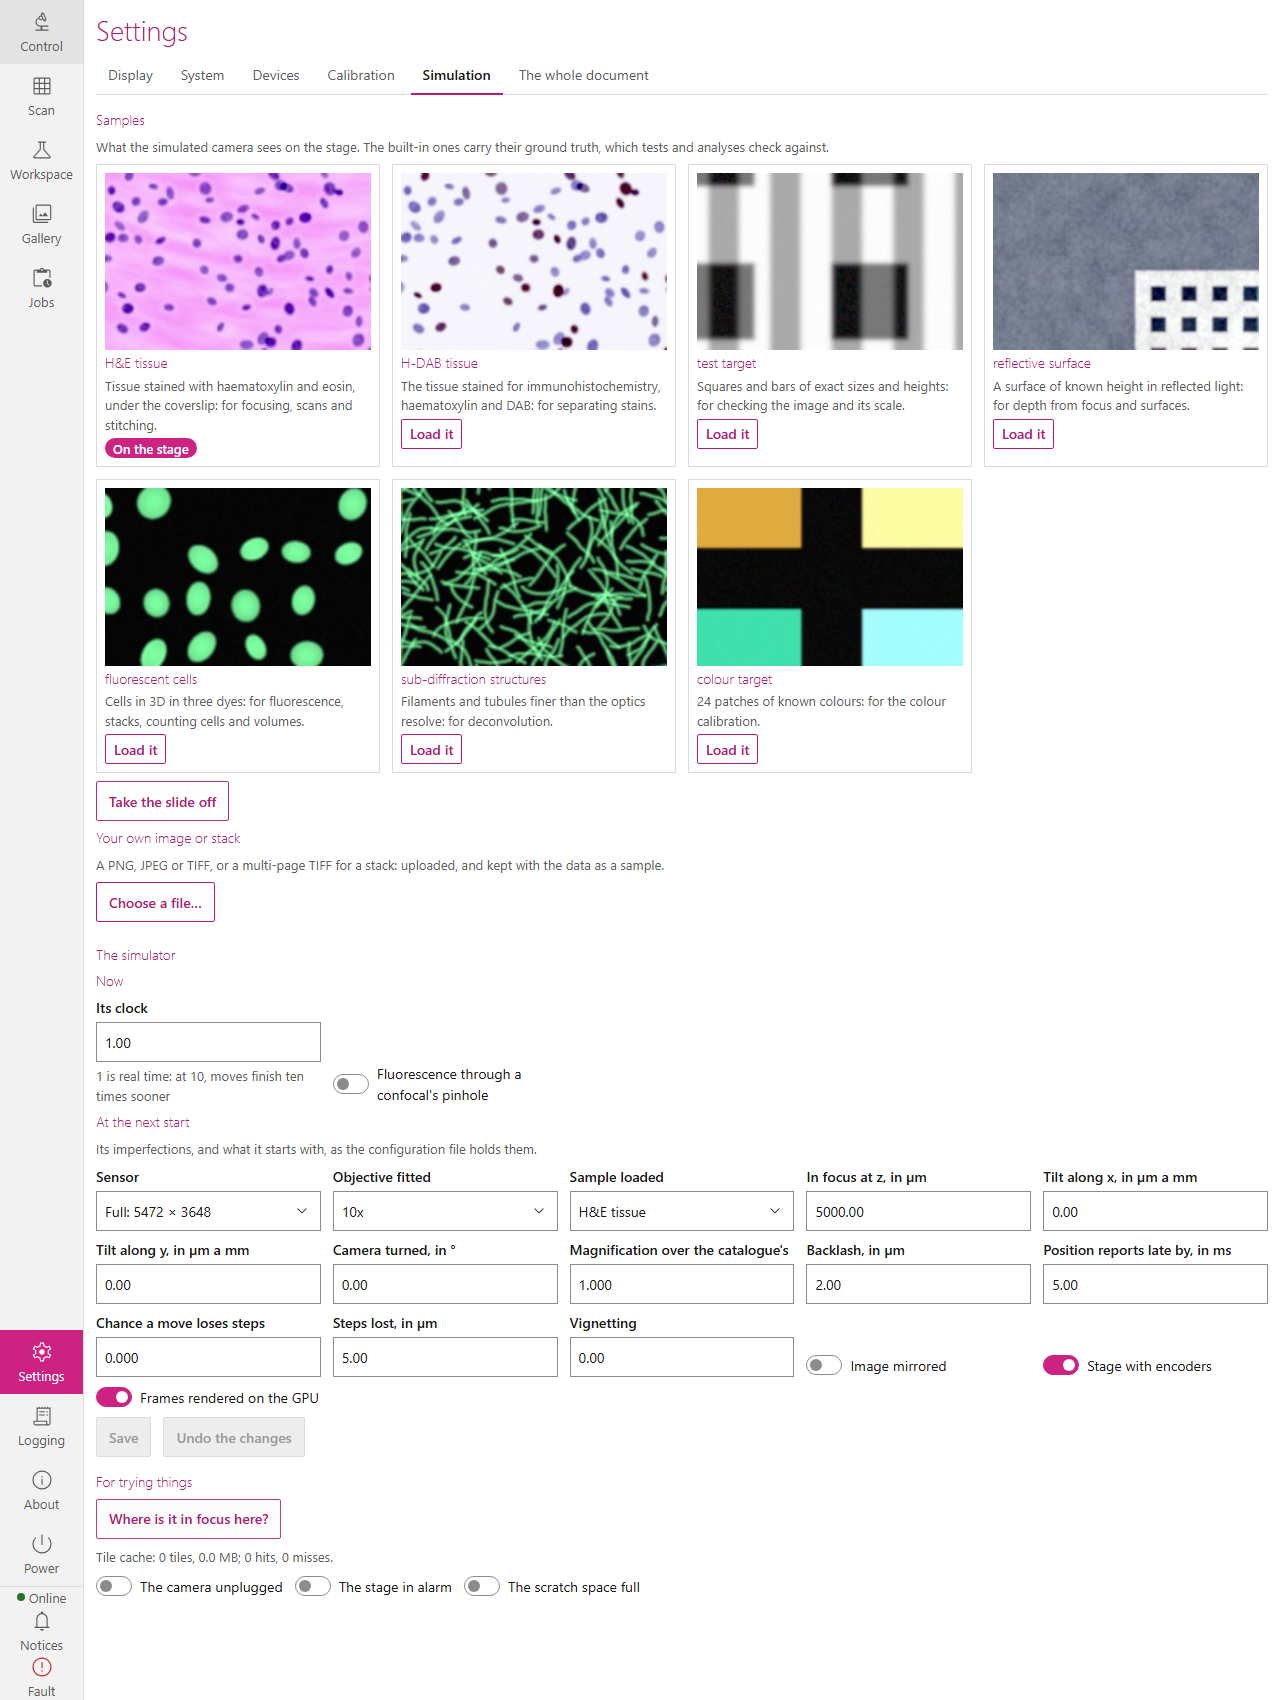 Control
Scan
Workspace
Gallery
Jobs
Settings
Logging
About
Power
Online
Notices
Fault
Settings
Display
System
Devices
Calibration
Simulation
The whole document
Samples
What the simulated camera sees on the stage. The built-in ones carry their ground truth, which tests and analyses check against.
H&E tissue
Tissue stained with haematoxylin and eosin,
under the coverslip: for focusing, scans and
stitching.
On the stage
H-DAB tissue
The tissue stained for immunohistochemistry,
haematoxylin and DAB: for separating stains.
Load it
test target
Squares and bars of exact sizes and heights:
for checking the image and its scale.
Load it
reflective surface
A surface of known height in reflected light:
for depth from focus and surfaces.
Load it
fluorescent cells
Cells in 3D in three dyes: for fluorescence,
stacks, counting cells and volumes.
Load it
sub-diffraction structures
Filaments and tubules finer than the optics
resolve: for deconvolution.
Load it
colour target
24 patches of known colours: for the colour
calibration.
Load it
Take the slide off
Your own image or stack
A PNG, JPEG or TIFF, or a multi-page TIFF for a stack: uploaded, and kept with the data as a sample.
Choose a file...
The simulator
Now
Its clock
1.00
1 is real time: at 10, moves finish ten
times sooner
Fluorescence through a
confocal's pinhole
At the next start
Its imperfections, and what it starts with, as the configuration file holds them.
Sensor
Full: 5472 × 3648
Objective fitted
10x
Sample loaded
H&E tissue
In focus at z, in µm
5000.00
Tilt along x, in µm a mm
0.00
Tilt along y, in µm a mm
0.00
Camera turned, in °
0.00
Magnification over the catalogue's
1.000
Backlash, in µm
2.00
Position reports late by, in ms
5.00
Chance a move loses steps
0.000
Steps lost, in µm
5.00
Vignetting
0.00
Image mirrored
Stage with encoders
Frames rendered on the GPU
Save
Undo the changes
For trying things
Where is it in focus here?
Tile cache: 0 tiles, 0.0 MB; 0 hits, 0 misses.
The camera unplugged
The stage in alarm
The scratch space full